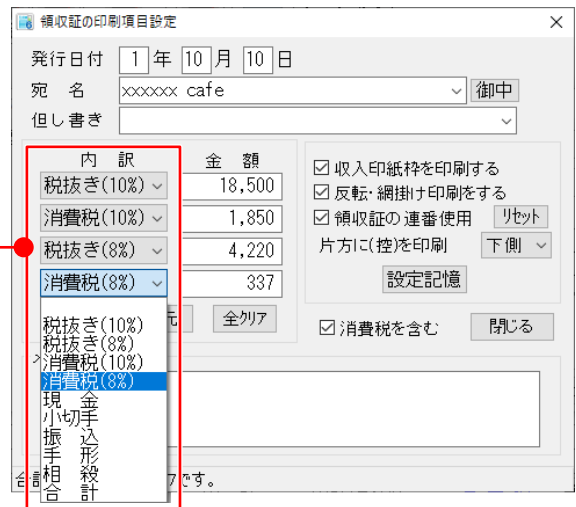 領収証の印刷項目設定
発行日付 1 年 10 月 10 日
宛 名 xxxxxx cafe 御中
但し書き
内 訳 金 額
税抜き(10%) 18,500
消費税(10%) 1,850
税抜き(8%) 4,220
消費税(8%) 337
元 全クリア
収入印紙枠を印刷する
反転・網掛け印刷をする
領収証の連番使用 リセット
片方に(控)を印刷 下側
設定記憶
消費税を含む 閉じる
税抜き(10%)
税抜き(8%)
消費税(10%)
消費税(8%)
現 金
小切手
振 込
手 形
相 殺
合 計
です。